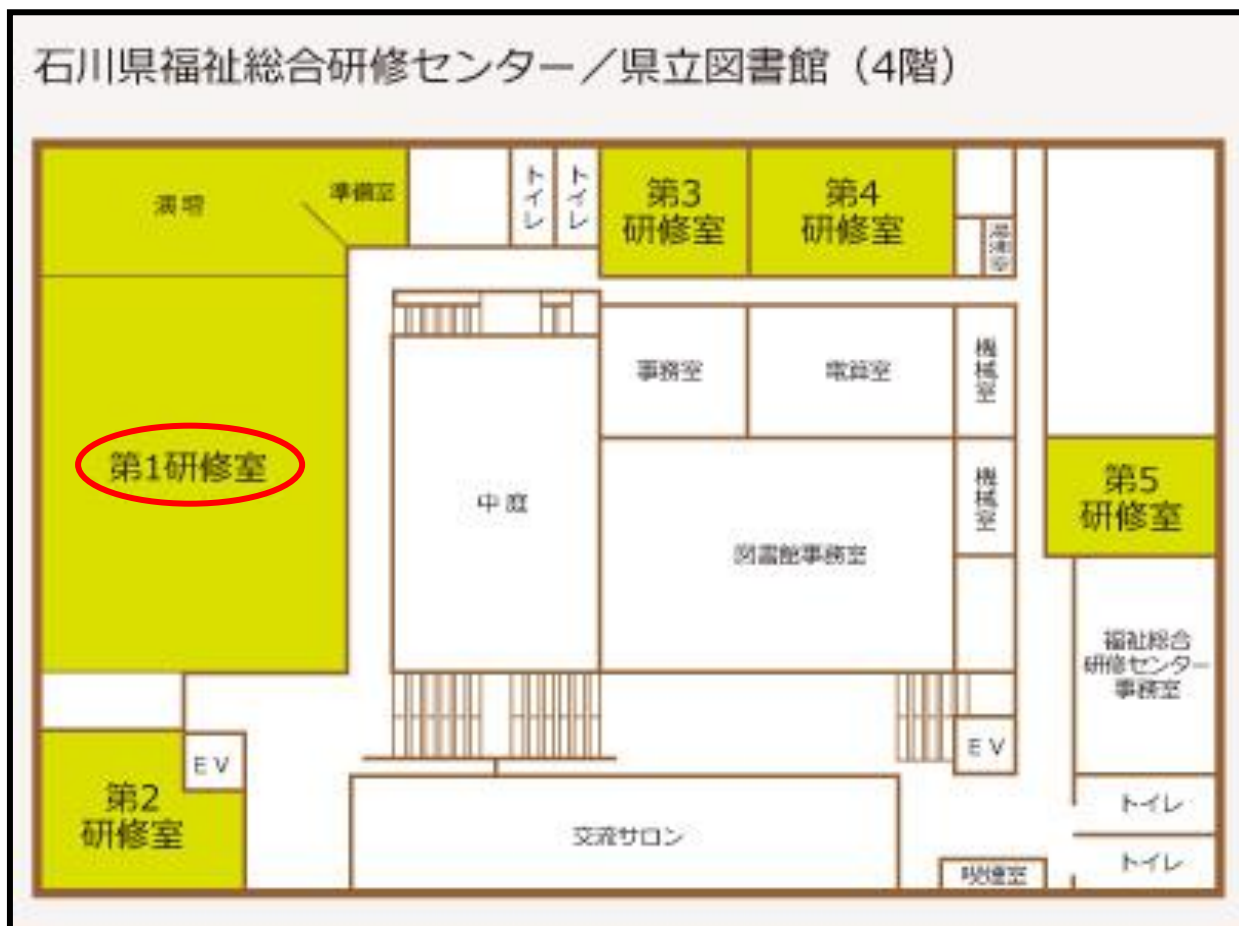 石川県福祉総合研修センター／県立図書館（4階）
演壇
準備室
トイレ
トイレ
第3
研修室
第4
研修室
湯沸室
事務室
電算室
機械室
第1研修室
中庭
図書館事務室
機械室
第5
研修室
福祉総合
研修センター
事務室
EV
EV
第2
研修室
交流サロン
トイレ
トイレ
喫煙室